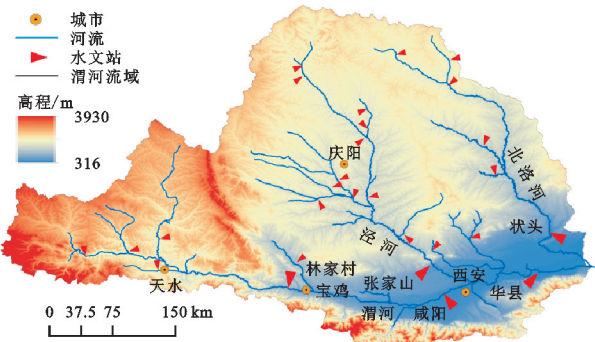 城市
河流
水文站
渭河流域
高程/m
3930
316
庆阳
北洛河
泾河
状头
林家村
张家山
西安
天水
宝鸡
华县
渭河
咸阳
0 37.5 75 150 km